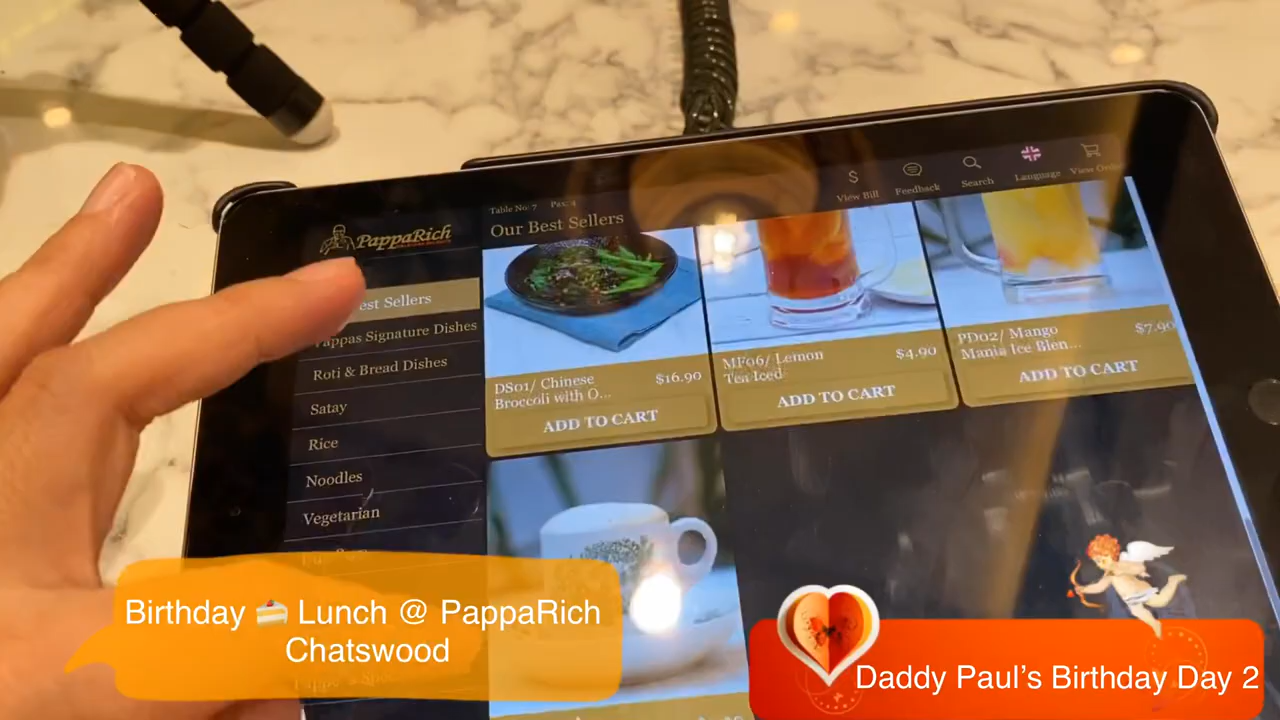 View Bill
Feedback
Search
Language
View Order
Table No: 7 Pax: 4
Our Best Sellers
PappaRich
Best Sellers
Pappas Signature Dishes
Roti & Bread Dishes
Satay
Rice
Noodles
Vegetarian
DS01/ Chinese
Broccoli with O...
$16.90
ADD TO CART
MF06/ Lemon
Tea Iced
$4.90
ADD TO CART
PD02/ Mango
Mania Ice Blen...
$7.90
ADD TO CART
Birthday 🍰 Lunch @ PappaRich
Chatswood
Daddy Paul’s Birthday Day 2